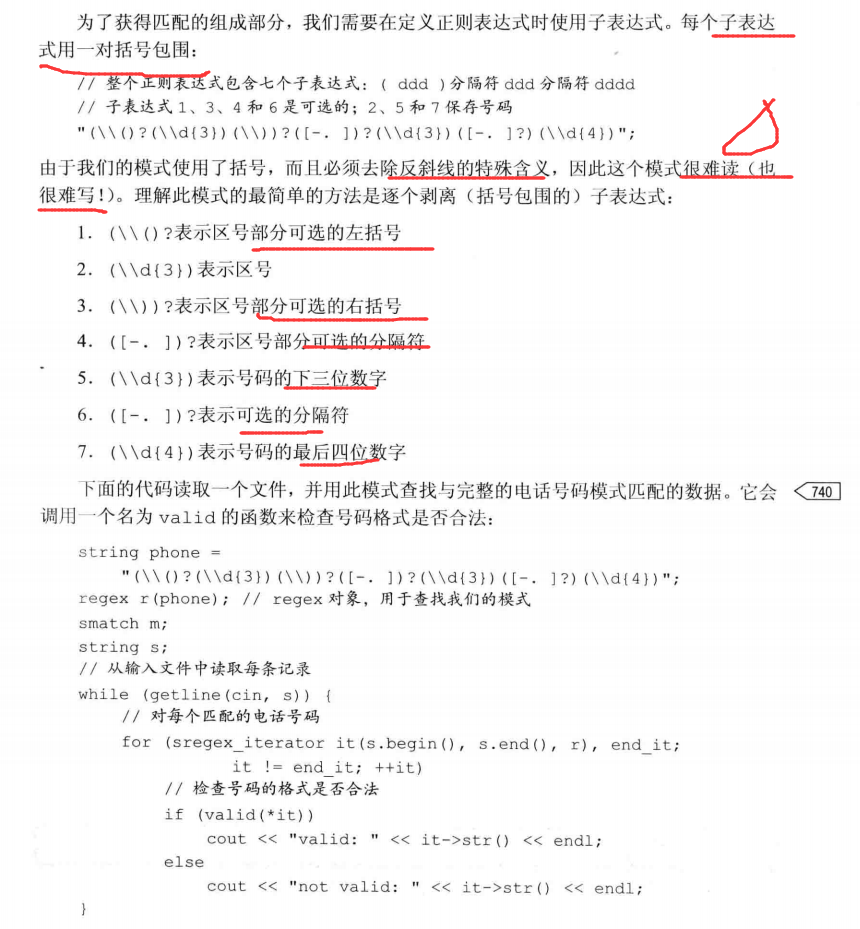 为了获得匹配的组成部分，我们需要在定义正则表达式时使用子表达式。每个子表达
式用一对括号包围：
// 整个正则表达式包含七个子表达式：( ddd )分隔符 ddd 分隔符 dddd
// 子表达式 1、3、4 和 6 是可选的；2、5 和 7 保存号码
"(\\()?(\\d{3})(\\))?([-. ])?(\\d{3})([-. ]?)(\\d{4})";
由于我们的模式使用了括号，而且必须去除反斜线的特殊含义，因此这个模式很难读（也
很难写！）。理解此模式的最简单的方法是逐个剥离（括号包围的）子表达式：
1. (\\()?表示区号部分可选的左括号
2. (\\d{3})表示区号
3. (\\))?表示区号部分可选的右括号
4. ([-. ])?表示区号部分可选的分隔符
5. (\\d{3})表示号码的下三位数字
6. ([-. ])?表示可选的分隔符
7. (\\d{4})表示号码的最后四位数字
下面的代码读取一个文件，并用此模式查找与完整的电话号码模式匹配的数据。它会
740
调用一个名为 valid 的函数来检查号码格式是否合法：
string phone =
"(\\()?(\\d{3})(\\))?([-. ])?(\\d{3})([-. ]?)(\\d{4})";
regex r(phone); // regex 对象，用于查找我们的模式
smatch m;
string s;
// 从输入文件中读取每条记录
while (getline(cin, s)) {
// 对每个匹配的电话号码
for (sregex_iterator it(s.begin(), s.end(), r), end_it;
it != end_it; ++it)
// 检查号码的格式是否合法
if (valid(*it))
cout << "valid: " << it->str() << endl;
else
cout << "not valid: " << it->str() << endl;
}